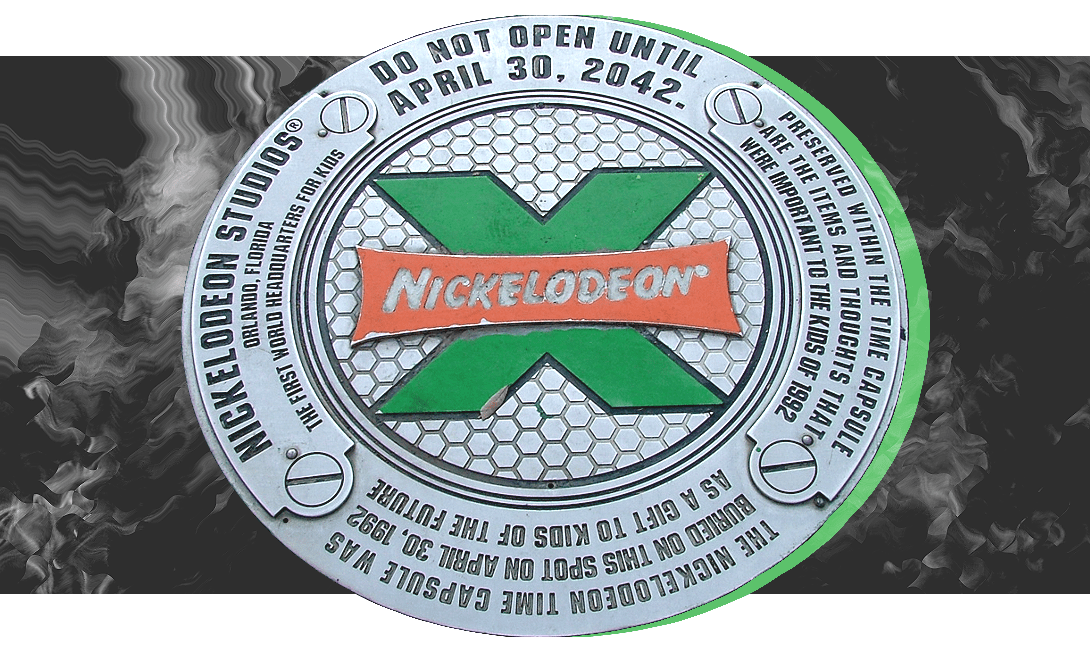 DO NOT OPEN UNTIL
APRIL 30, 2042.
PRESERVED WITHIN THE TIME CAPSULE
ARE THE ITEMS AND THOUGHTS THAT
WERE IMPORTANT TO THE KIDS OF 1992
THE NICKELODEON TIME CAPSULE WAS
BURIED ON THIS SPOT ON APRIL 30, 1992
AS A GIFT TO KIDS OF THE FUTURE
NICKELODEON STUDIOS®
ORLANDO, FLORIDA
THE FIRST WORLD HEADQUARTERS FOR KIDS
X
NICKELODEON®